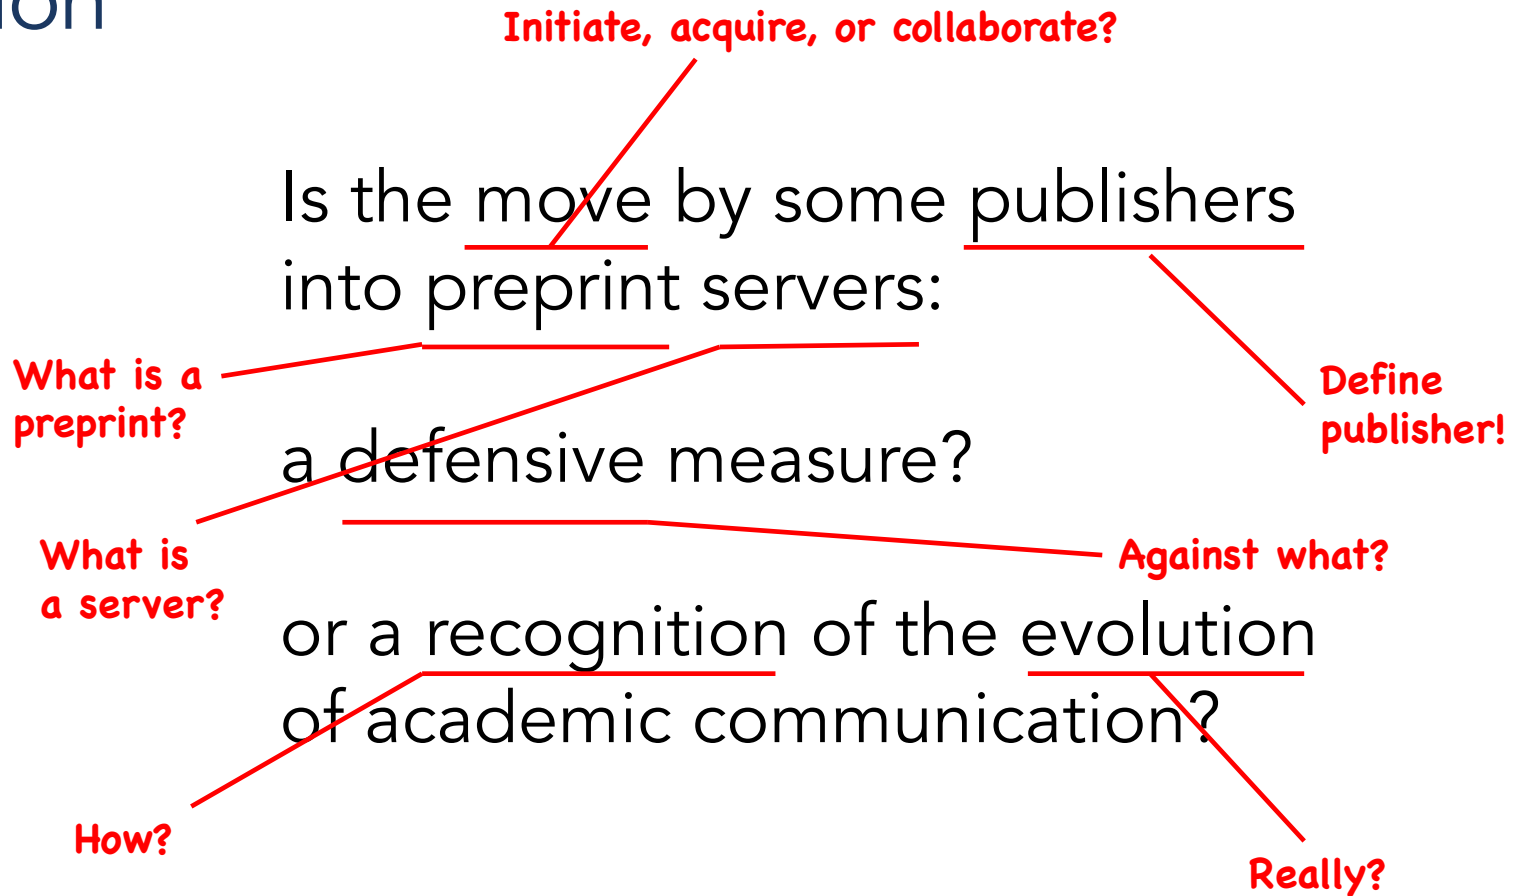 Initiate, acquire, or collaborate?
Is the move by some publishers
into preprint servers:
What is a
preprint?
Define
publisher!
a defensive measure?
What is
a server?
Against what?
or a recognition of the evolution
of academic communication?
How?
Really?